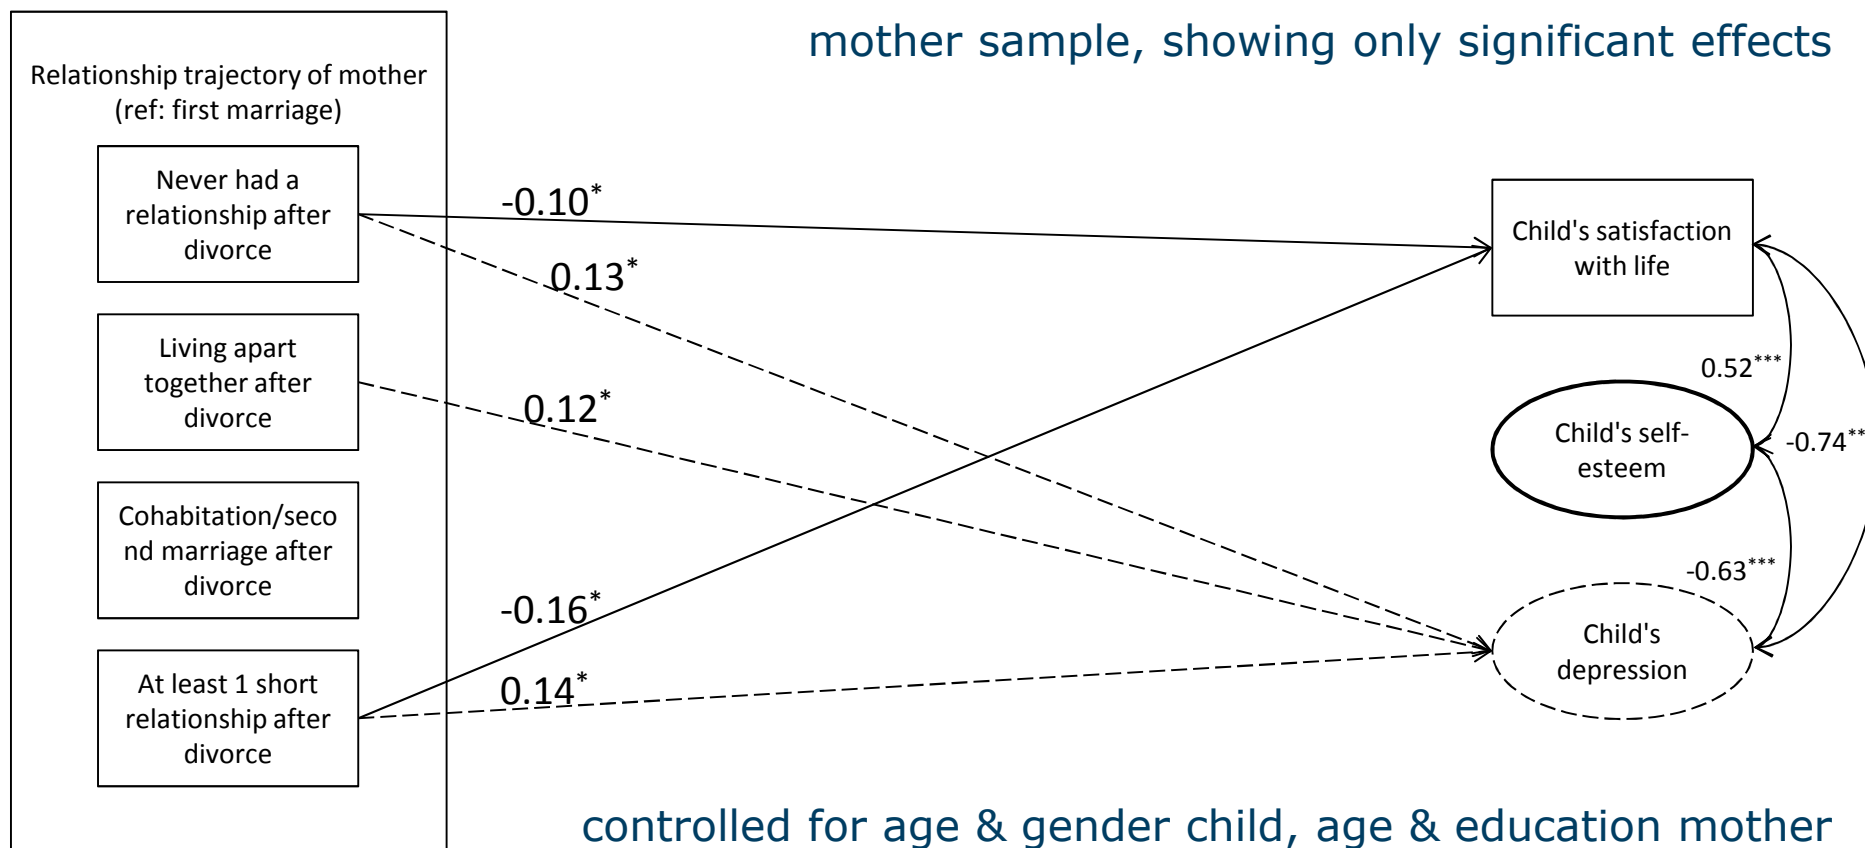 mother sample, showing only significant effects
Relationship trajectory of mother
(ref: first marriage)
Never had a
relationship after
divorce
Living apart
together after
divorce
Cohabitation/seco
nd marriage after
divorce
At least 1 short
relationship after
divorce
-0.10*
0.13*
0.12*
-0.16*
0.14*
Child's satisfaction
with life
0.52***
Child's self-
esteem
-0.74**
-0.63***
Child's
depression
controlled for age & gender child, age & education mother